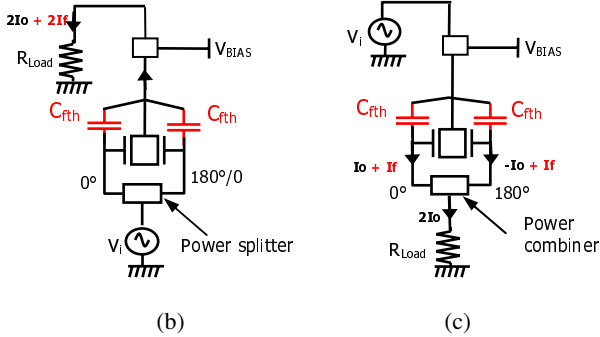 2Io + 2If
RLoad
VBIAS
Cfth
Cfth
0°
180°/0
Vi
Power splitter
(b)
Vi
VBIAS
Cfth
Cfth
Io + If
-Io + If
0°
180°
2Io
RLoad
Power
combiner
(c)